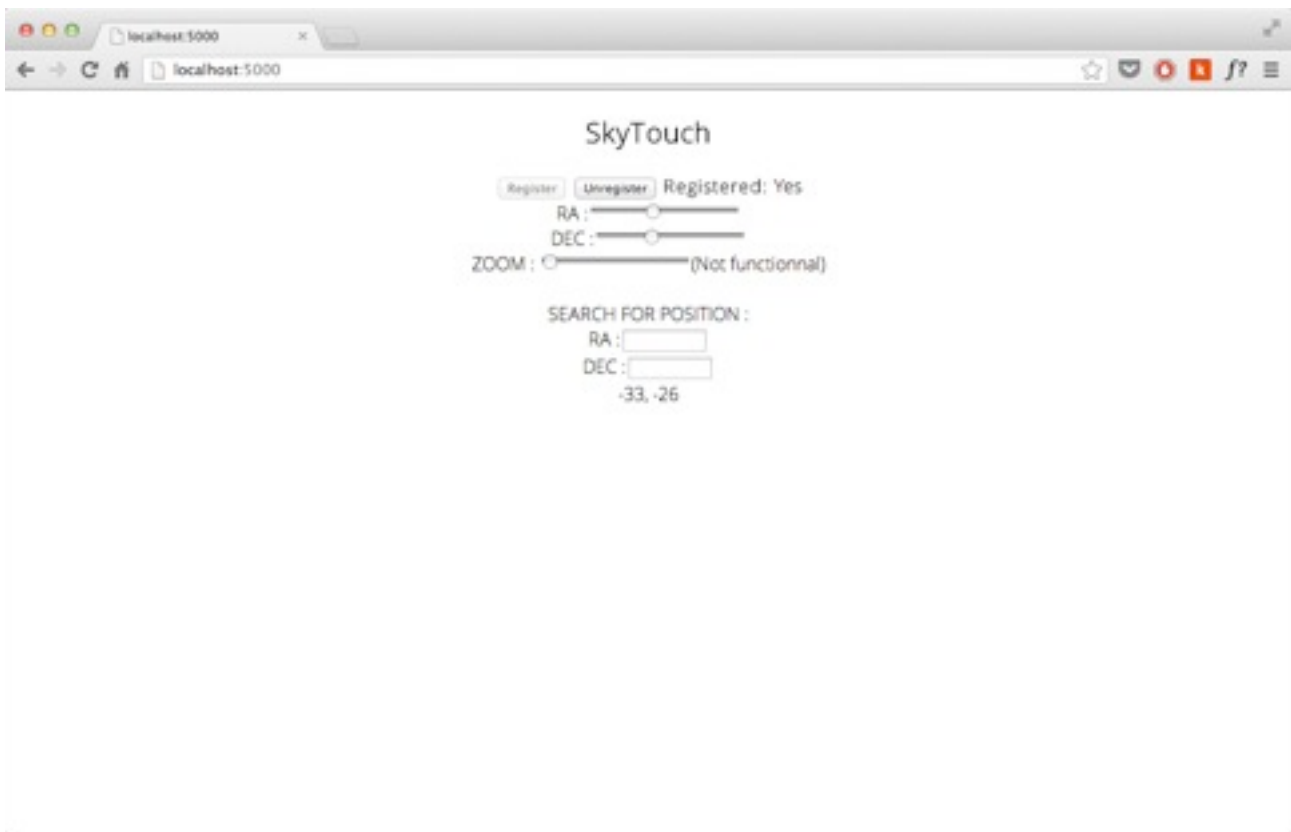 localhost:5000
localhost:5000
f?
SkyTouch
Register Unregister Registered: Yes
RA :
DEC :
ZOOM : (Not functionnal)
SEARCH FOR POSITION :
RA :
DEC :
-33, -26